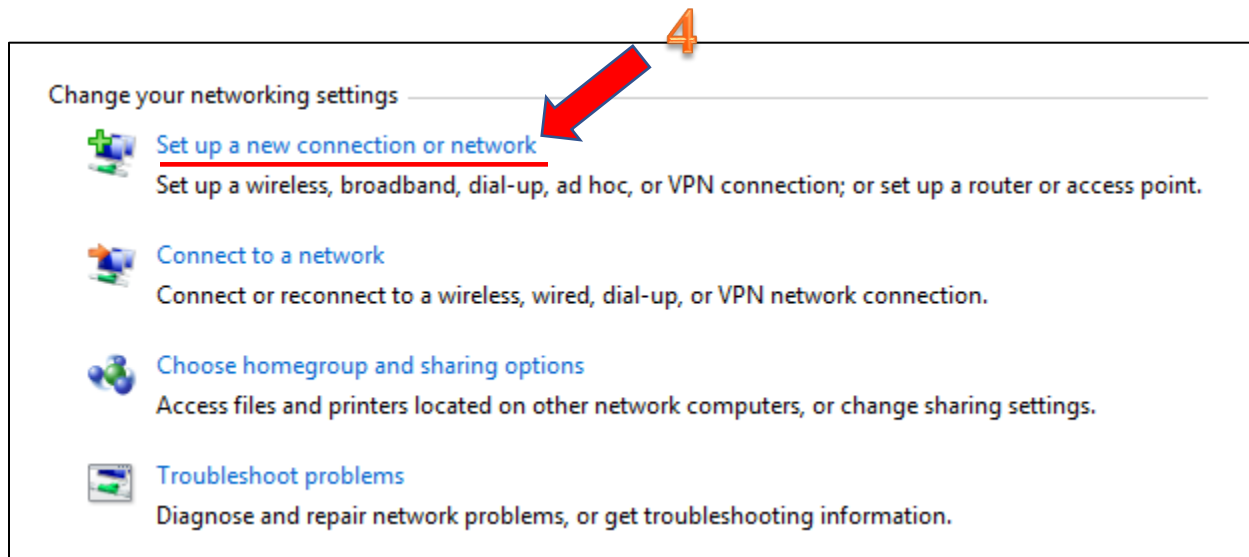 4
Change your networking settings
Set up a new connection or network
Set up a wireless, broadband, dial-up, ad hoc, or VPN connection; or set up a router or access point.
Connect to a network
Connect or reconnect to a wireless, wired, dial-up, or VPN network connection.
Choose homegroup and sharing options
Access files and printers located on other network computers, or change sharing settings.
Troubleshoot problems
Diagnose and repair network problems, or get troubleshooting information.